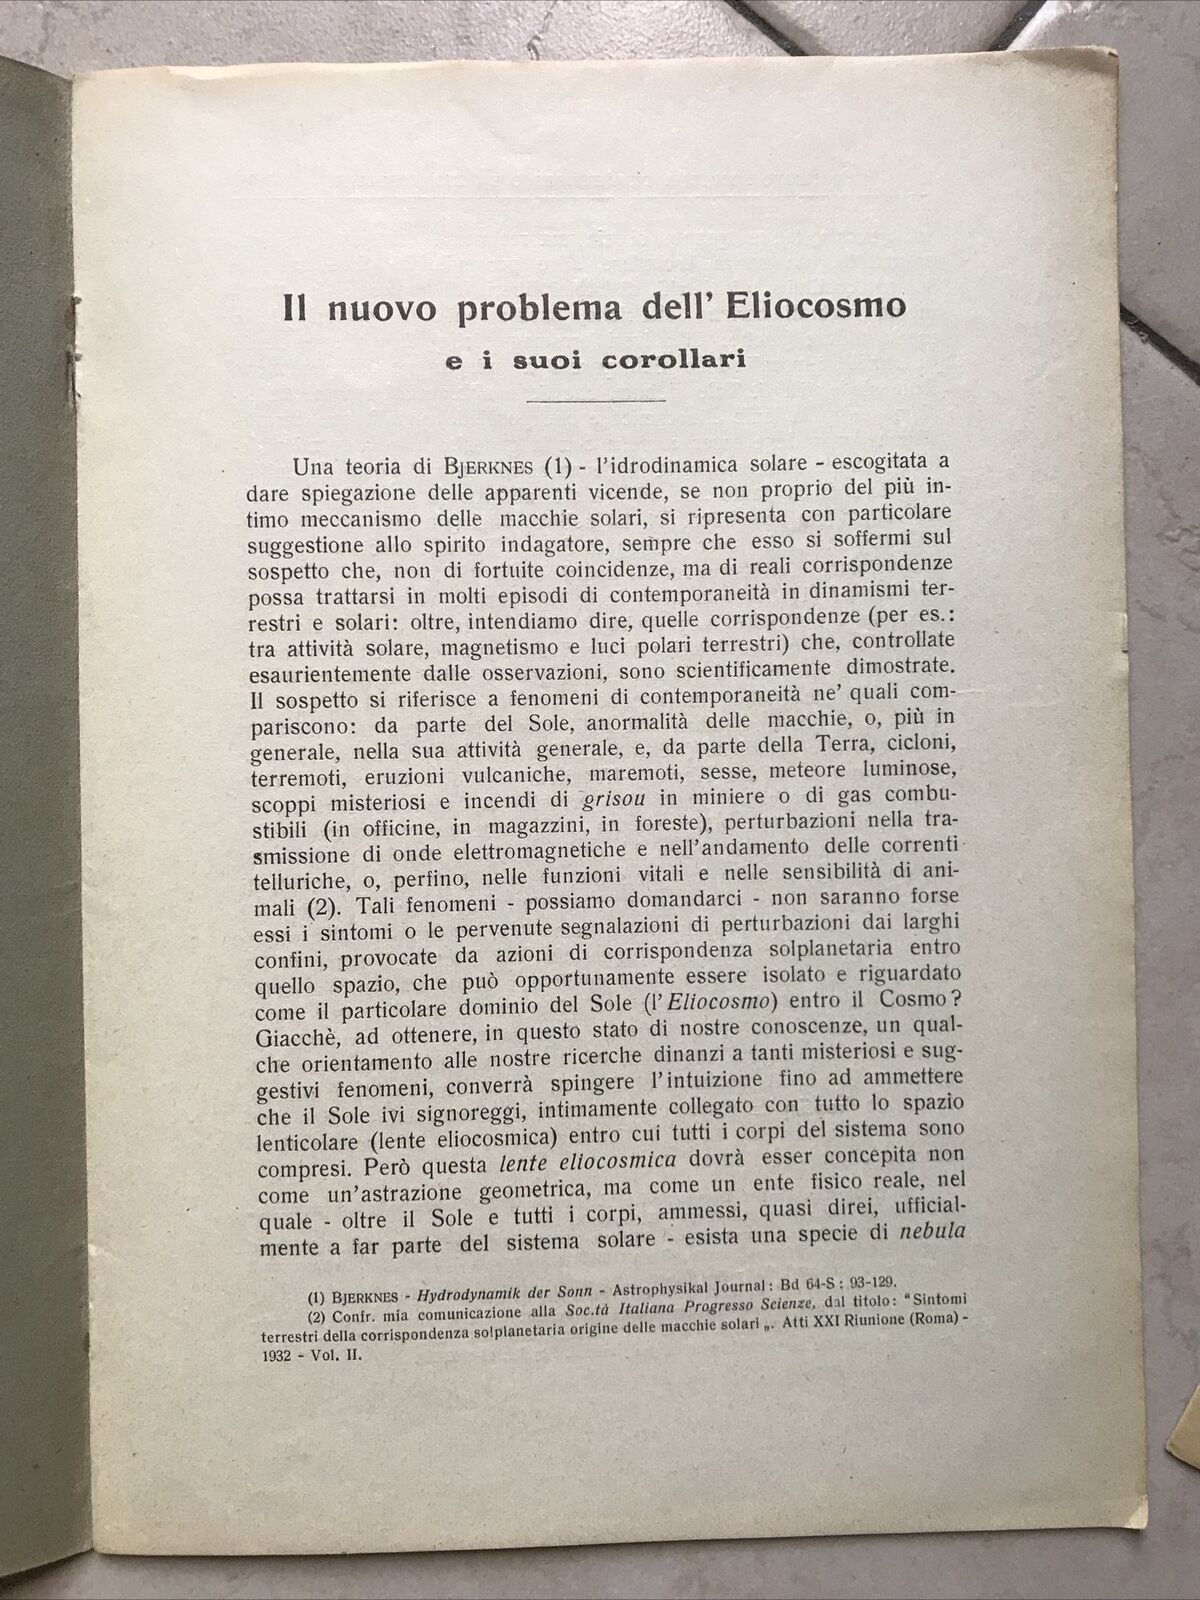 Il nuovo problema dell' Eliocosmo
e i suoi corollari
Una teoria di BJERKNES (1) - l'idrodinamica solare - escogitata a
dare spiegazione delle apparenti vicende, se non proprio del più in-
timo meccanismo delle macchie solari, si ripresenta con particolare
suggestione allo spirito indagatore, sempre che esso si soffermi sul
sospetto che, non di fortuite coincidenze, ma di reali corrispondenze
possa trattarsi in molti episodi di contemporaneità in dinamismi ter-
restri e solari: oltre, intendiamo dire, quelle corrispondenze (per es.:
tra attività solare, magnetismo e luci polari terrestri) che, controllate
esaurientemente dalle osservazioni, sono scientificamente dimostrate.
Il sospetto si riferisce a fenomeni di contemporaneità ne' quali com-
pariscono: da parte del Sole, anormalità delle macchie, o, più in
generale, nella sua attività generale, e, da parte della Terra, cicloni,
terremoti, eruzioni vulcaniche, maremoti, sesse, meteore luminose,
scoppi misteriosi e incendi di grisou in miniere o di gas combu-
stibili (in officine, in magazzini, in foreste), perturbazioni nella tra-
smissione di onde elettromagnetiche e nell'andamento delle correnti
telluriche, o, perfino, nelle funzioni vitali e nelle sensibilità di ani-
mali (2). Tali fenomeni - possiamo domandarci - non saranno forse
essi i sintomi o le pervenute segnalazioni di perturbazioni dai larghi
confini, provocate da azioni di corrispondenza solplanetaria entro
quello spazio, che può opportunamente essere isolato e riguardato
come il particolare dominio del Sole (l'Eliocosmo) entro il Cosmo?
Giacchè, ad ottenere, in questo stato di nostre conoscenze, un qual-
che orientamento alle nostre ricerche dinanzi a tanti misteriosi e sug-
gestivi fenomeni, converrà spingere l'intuizione fino ad ammettere
che il Sole ivi signoreggi, intimamente collegato con tutto lo spazio
lenticolare (lente eliocosmica) entro cui tutti i corpi del sistema sono
compresi. Però questa lente eliocosmica dovrà esser concepita non
come un'astrazione geometrica, ma come un ente fisico reale, nel
quale - oltre il Sole e tutti i corpi, ammessi, quasi direi, ufficial-
mente a far parte del sistema solare - esista una specie di nebula
(1) BJERKNES - Hydrodynamik der Sonn - Astrophysikal Journal: Bd 64-S: 93-129.
(2) Confr. mia comunicazione alla Soc.tà Italiana Progresso Scienze, dal titolo: “Sintomi
terrestri della corrispondenza solplanetaria origine delle macchie solari „. Atti XXI Riunione (Roma) -
1932 - Vol. II.